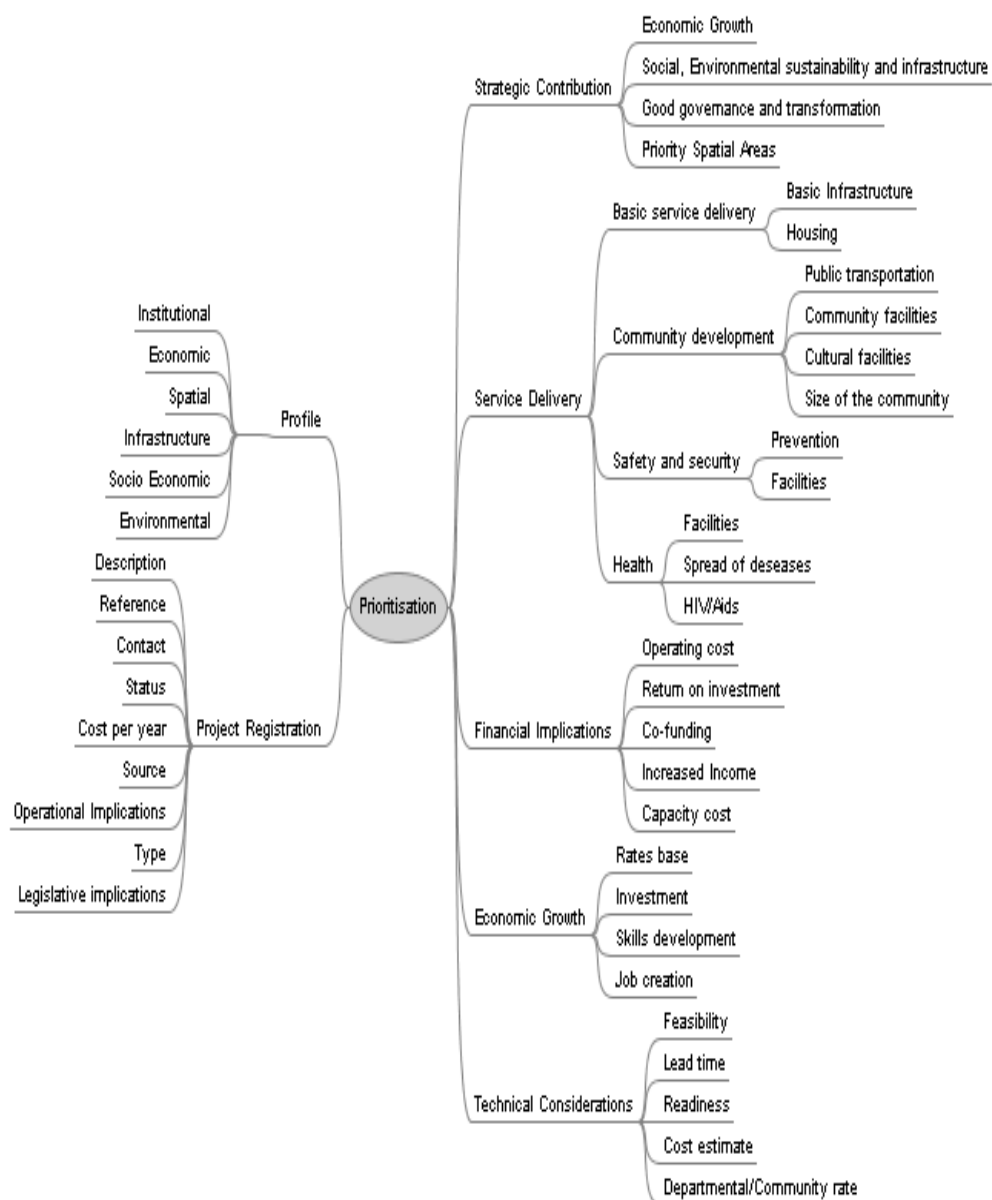 Economic Growth
Social, Environmental sustainability and infrastructure
Strategic Contribution
Good governance and transformation
Priority Spatial Areas
Basic Infrastructure
Basic service delivery
Housing
Public transportation
Community facilities
Community development
Cultural facilities
Size of the community
Service Delivery
Prevention
Safety and security
Facilities
Facilities
Health
Spread of deseases
HIV/Aids
Institutional
Economic
Spatial
Profile
Infrastructure
Socio Economic
Environmental
Description
Reference
Contact
Status
Cost per year
Project Registration
Source
Operational Implications
Type
Legislative implications
Prioritisation
Operating cost
Return on investment
Financial Implications
Co-funding
Increased Income
Capacity cost
Rates base
Investment
Economic Growth
Skills development
Job creation
Feasibility
Lead time
Technical Considerations
Readiness
Cost estimate
Departmental/Community rate